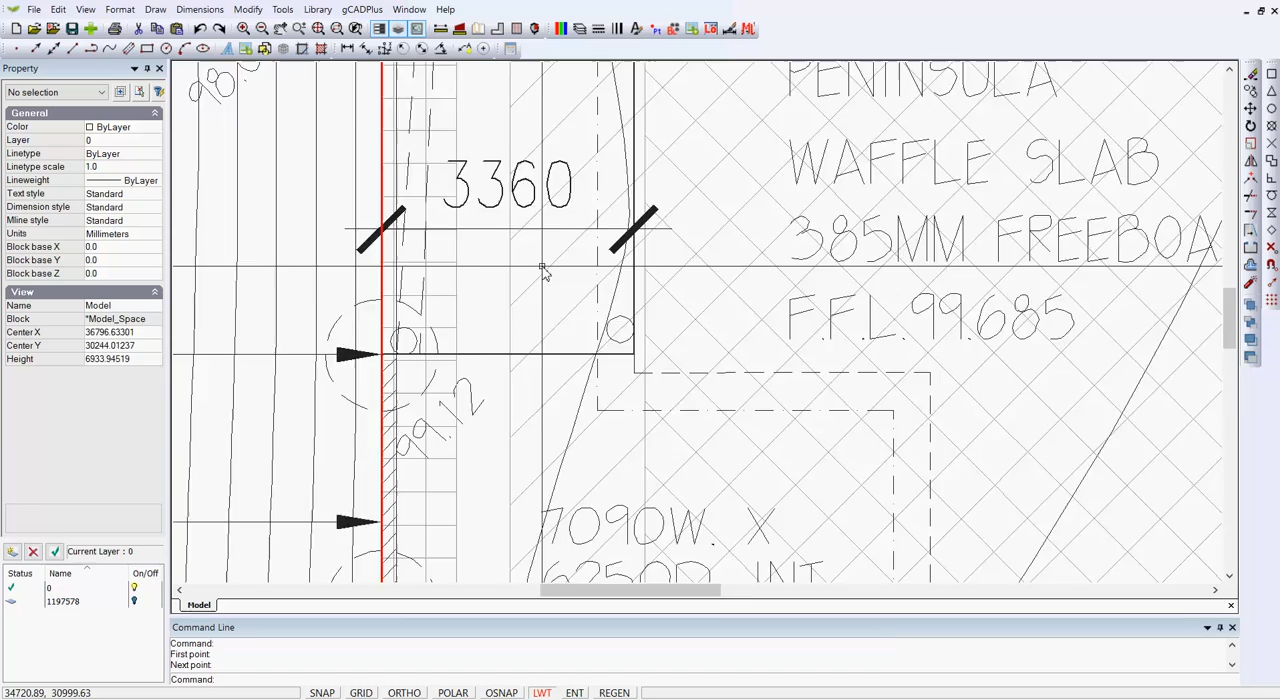 File Edit View Format Draw Dimensions Modify Tools Library gCADPlus Window Help
Property
No selection
General
Color ByLayer
Layer 0
Linetype ByLayer
Linetype scale 1.0
Lineweight ByLayer
Text style Standard
Dimension style Standard
Mline style Standard
Units Millimeters
Block base X 0.0
Block base Y 0.0
Block base Z 0.0
View
Name Model
Block *Model_Space
Center X 36796.63301
Center Y 30244.01237
Height 6933.94519
Current Layer : 0
Status Name On/Off
0
1197578
3360
99.12
PENINSULA
WAFFLE SLAB
385MM FREEBOA
F.F.L. 99.685
7090W. X
6250D. INT
Model
Command Line
Command:
First point:
Next point:
Command:
34720.89, 30999.63 SNAP GRID ORTHO POLAR OSNAP LWT ENT REGEN